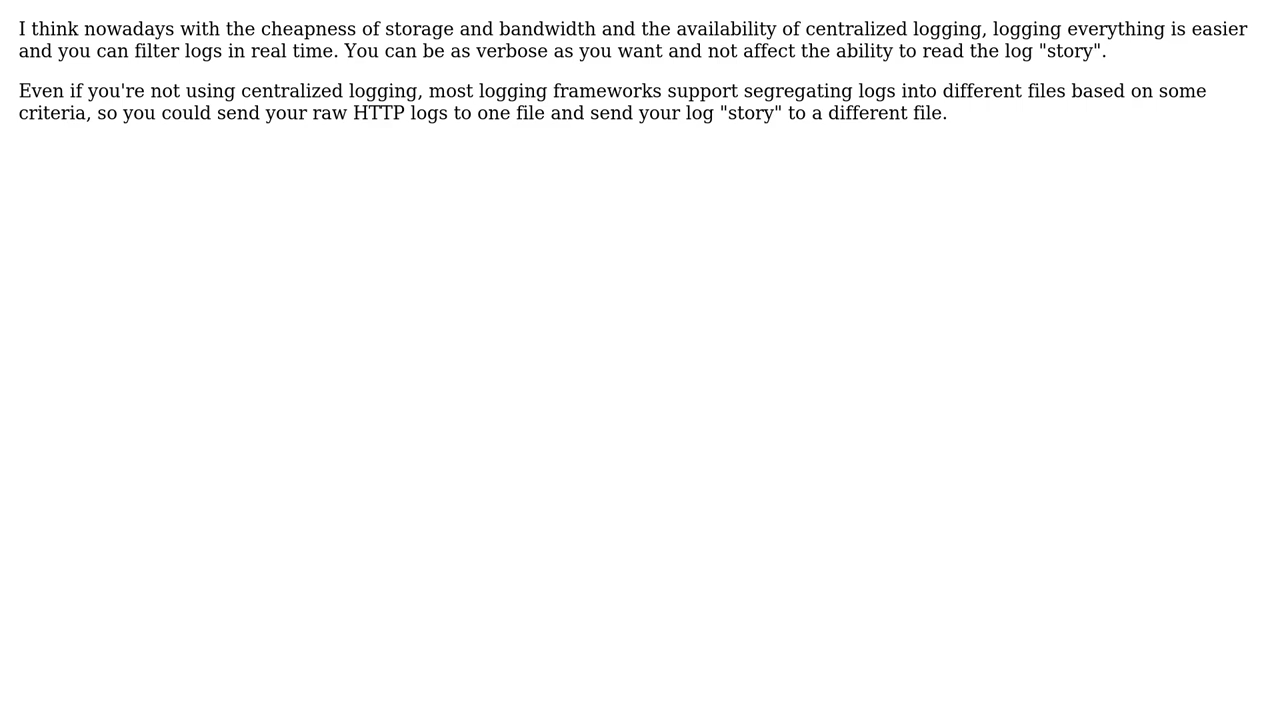 I think nowadays with the cheapness of storage and bandwidth and the availability of centralized logging, logging everything is easier
and you can filter logs in real time. You can be as verbose as you want and not affect the ability to read the log "story".
Even if you're not using centralized logging, most logging frameworks support segregating logs into different files based on some
criteria, so you could send your raw HTTP logs to one file and send your log "story" to a different file.